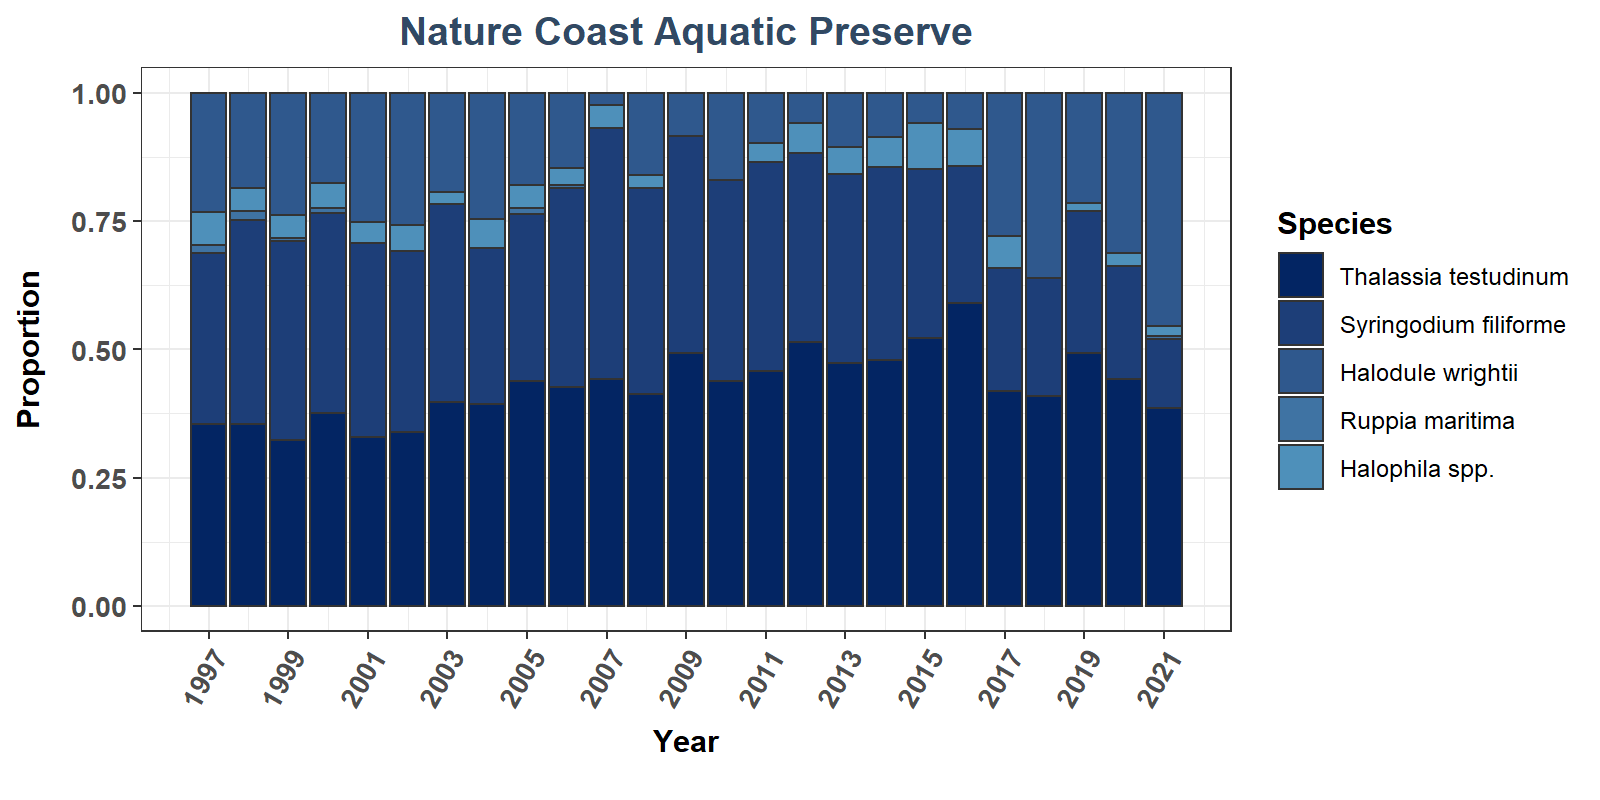 Nature Coast Aquatic Preserve
Proportion
1.00
0.75
0.50
0.25
0.00
1997
1999
2001
2003
2005
2007
2009
2011
2013
2015
2017
2019
2021
Year
Species
Thalassia testudinum
Syringodium filiforme
Halodule wrightii
Ruppia maritima
Halophila spp.